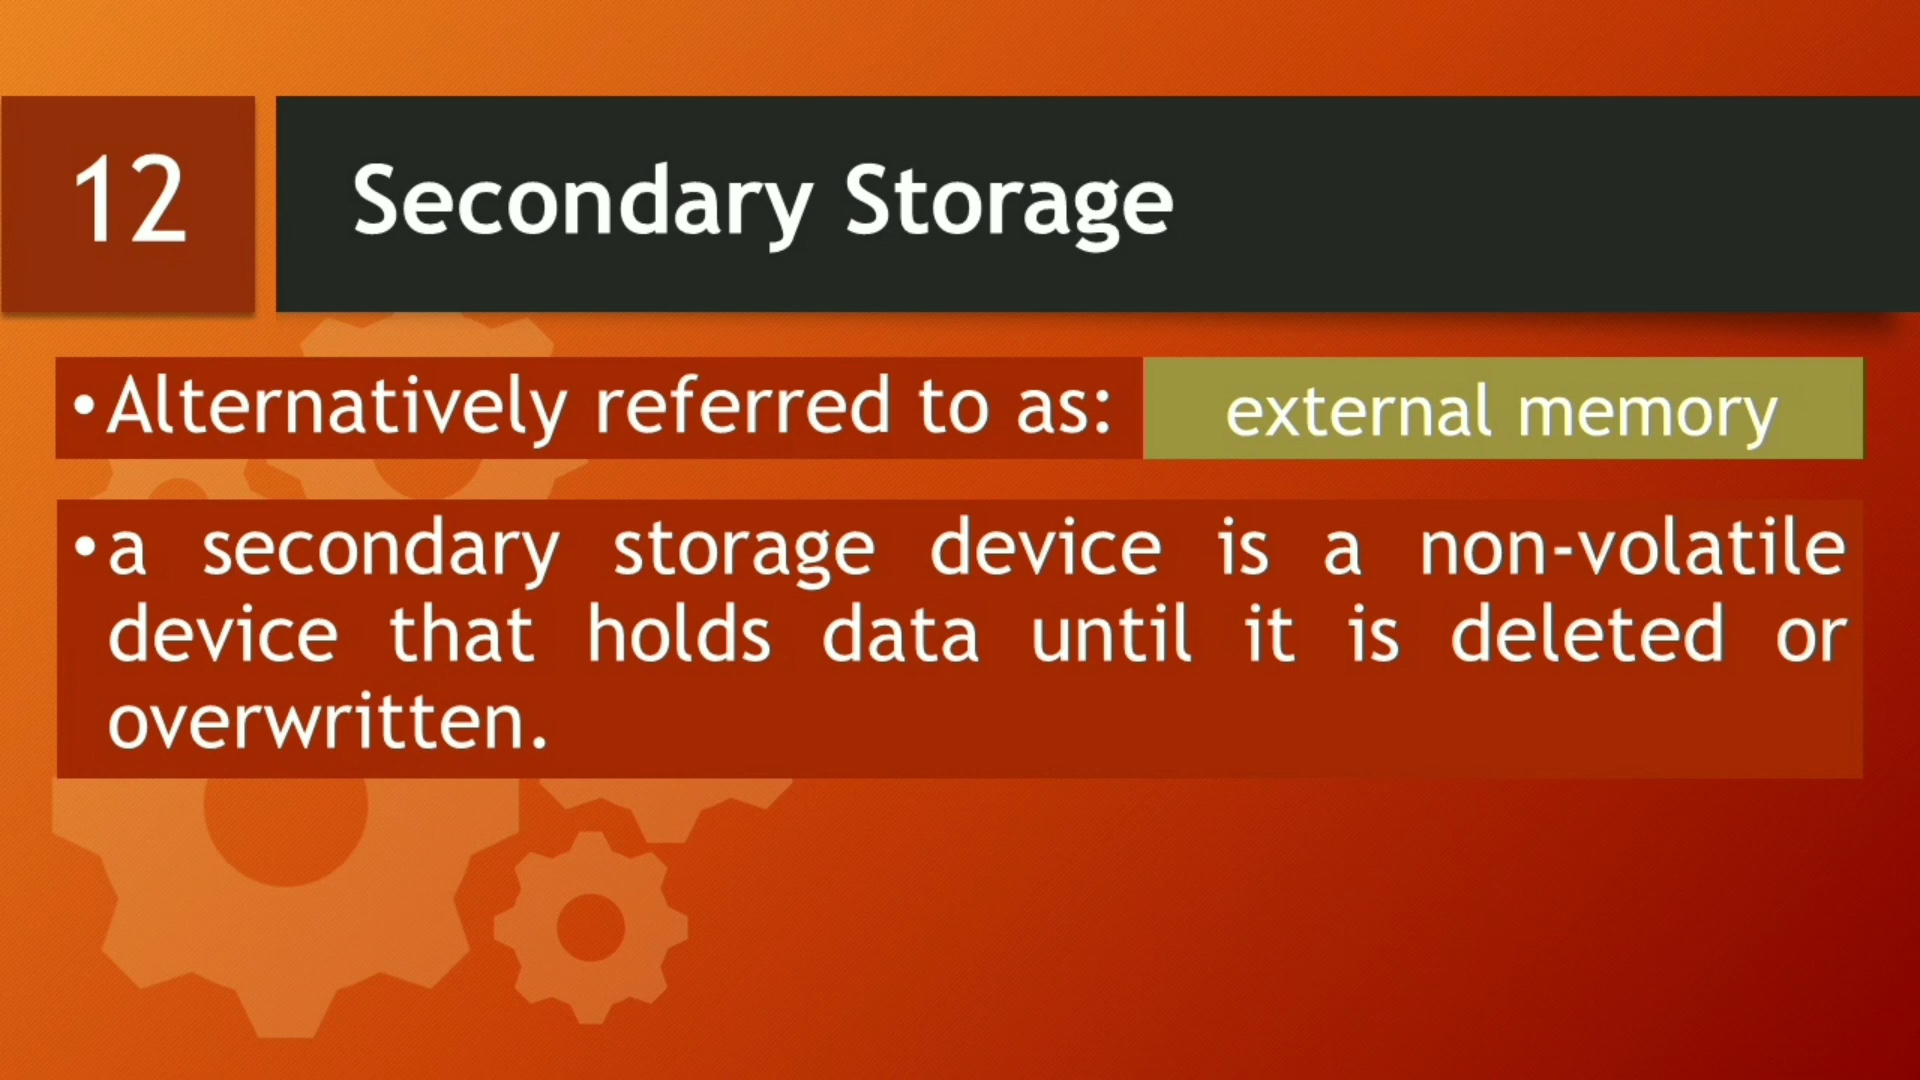 12
Secondary Storage
•Alternatively referred to as: external memory
•a secondary storage device is a non-volatile
device that holds data until it is deleted or
overwritten.